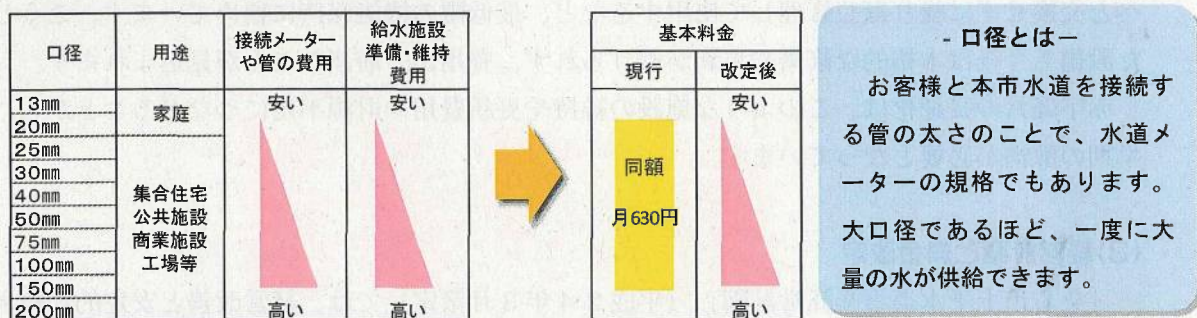 口径
用途
接続メーター
や管の費用
給水施設
準備・維持
費用
13mm
20mm
25mm
30mm
40mm
50mm
75mm
100mm
150mm
200mm
家庭
集合住宅
公共施設
商業施設
工場等
安い
高い
安い
高い
基本料金
現行
改定後
同額
月630円
安い
高い
- 口径とは－
お客様と本市水道を接続す
る管の太さのことで、水道メ
ーターの規格でもあります。
大口径であるほど、一度に大
量の水が供給できます。